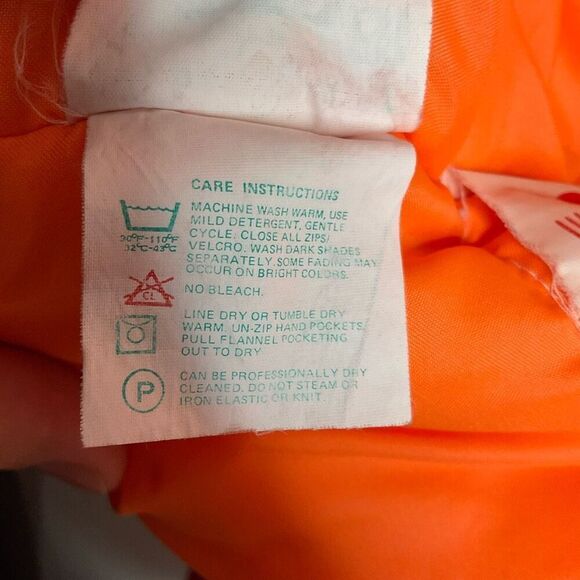 CARE INSTRUCTIONS
MACHINE WASH WARM, USE
MILD DETERGENT, GENTLE
CYCLE. CLOSE ALL ZIPS/
VELCRO. WASH DARK SHADES
SEPARATELY. SOME FADING MAY
OCCUR ON BRIGHT COLORS.
90°F-110°F
32°C-43°C
CL
NO BLEACH.
LINE DRY OR TUMBLE DRY
WARM. UN-ZIP HAND POCKETS.
PULL FLANNEL POCKETING
OUT TO DRY
P
CAN BE PROFESSIONALLY DRY
CLEANED. DO NOT STEAM OR
IRON ELASTIC OR KNIT.